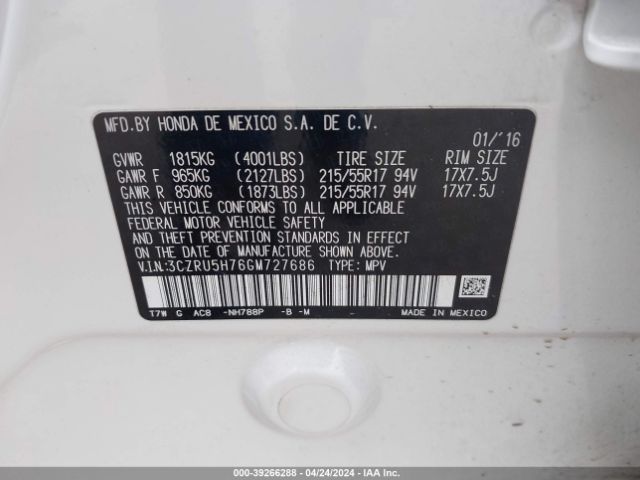 MFD.BY HONDA DE MEXICO S.A. DE C.V.
01/'16
GVWR 1815KG (4001LBS) TIRE SIZE RIM SIZE
GAWR F 965KG (2127LBS) 215/55R17 94V 17X7.5J
GAWR R 850KG (1873LBS) 215/55R17 94V 17X7.5J
THIS VEHICLE CONFORMS TO ALL APPLICABLE
FEDERAL MOTOR VEHICLE SAFETY
AND THEFT PREVENTION STANDARDS IN EFFECT
ON THE DATE OF MANUFACTURE SHOWN ABOVE.
V.I.N:3CZRU5H76GM727686 TYPE: MPV
T7W G AC8 -NH788P -B -M - MADE IN MEXICO
000-39266288 - 04/24/2024 - IAAI.com